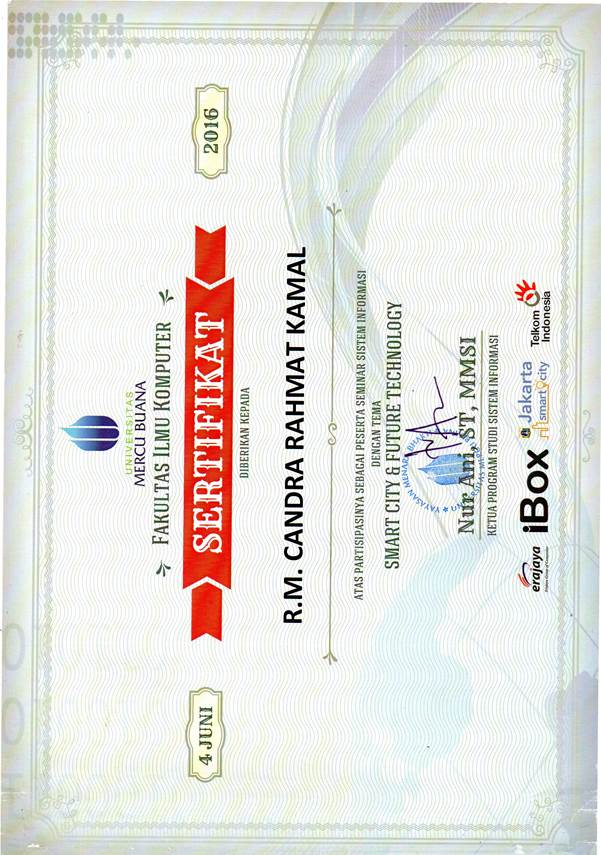 UNIVERSITAS
MERCU BUANA
FAKULTAS ILMU KOMPUTER
4 JUNI
SERTIFIKAT
2016
DIBERIKAN KEPADA
R.M. CANDRA RAHMAT KAMAL
ATAS PARTISIPASINYA SEBAGAI PESERTA SEMINAR SISTEM INFORMASI
DENGAN TEMA
SMART CITY & FUTURE TECHNOLOGY
YAYASAN MENARA BHAKTI
UNIVERSITAS MERCU BUANA
Nur Ani, ST, MMSI
KETUA PROGRAM STUDI SISTEM INFORMASI
erajaya
iBox
Jakarta
smart city
Telkom
Indonesia